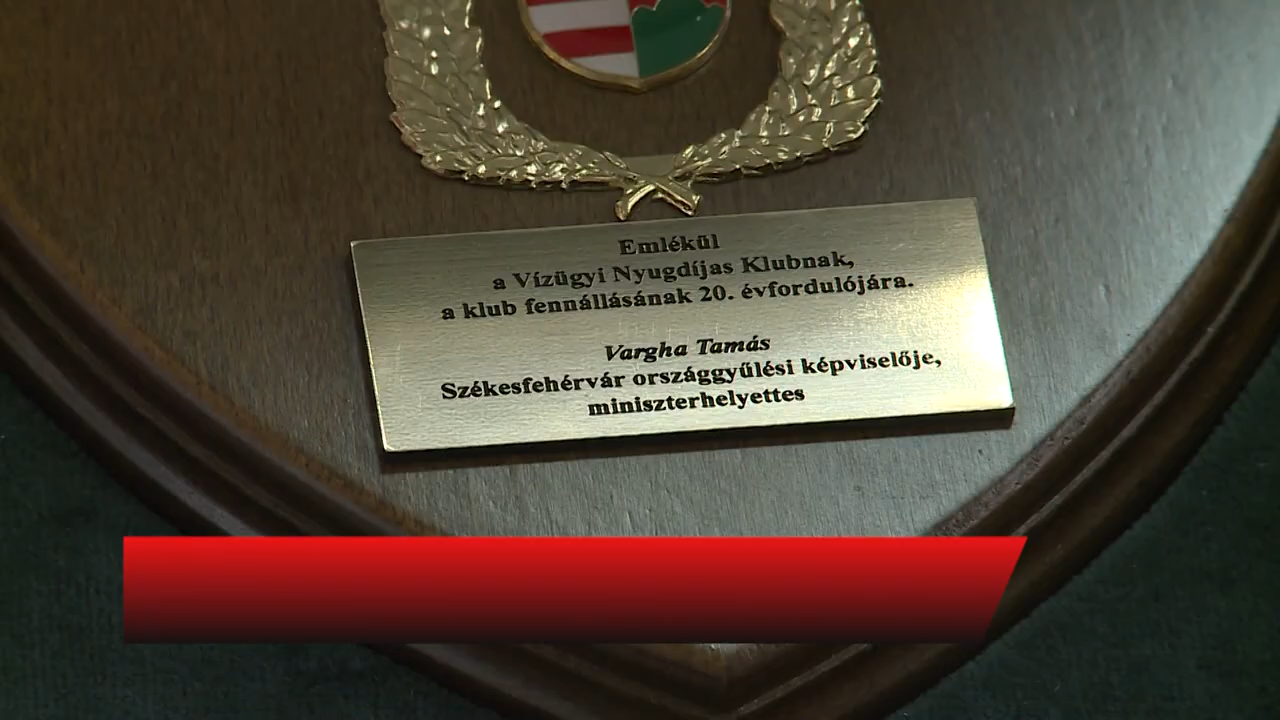 Emlékül
a Vízügyi Nyugdíjas Klubnak,
a klub fennállásának 20. évfordulójára.
Vargha Tamás
Székesfehérvár országgyűlési képviselője,
miniszterhelyettes